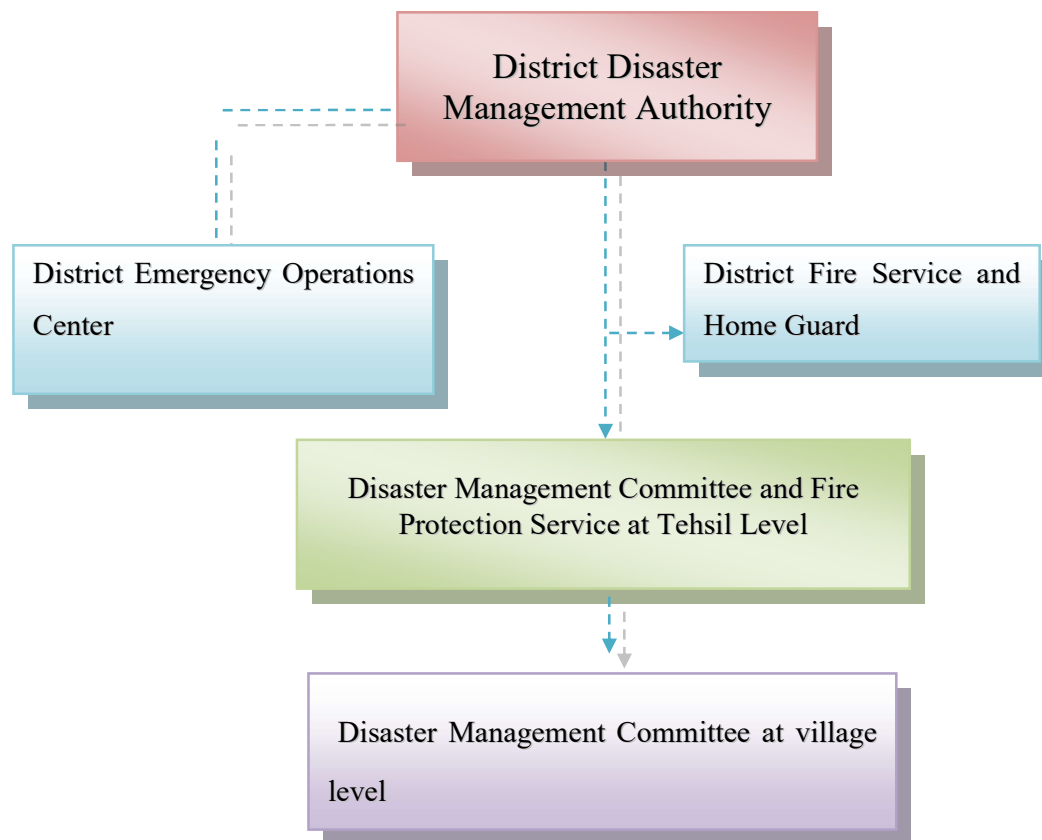 District Disaster
Management Authority
District Emergency Operations
Center
District Fire Service and
Home Guard
Disaster Management Committee and Fire
Protection Service at Tehsil Level
Disaster Management Committee at village
level